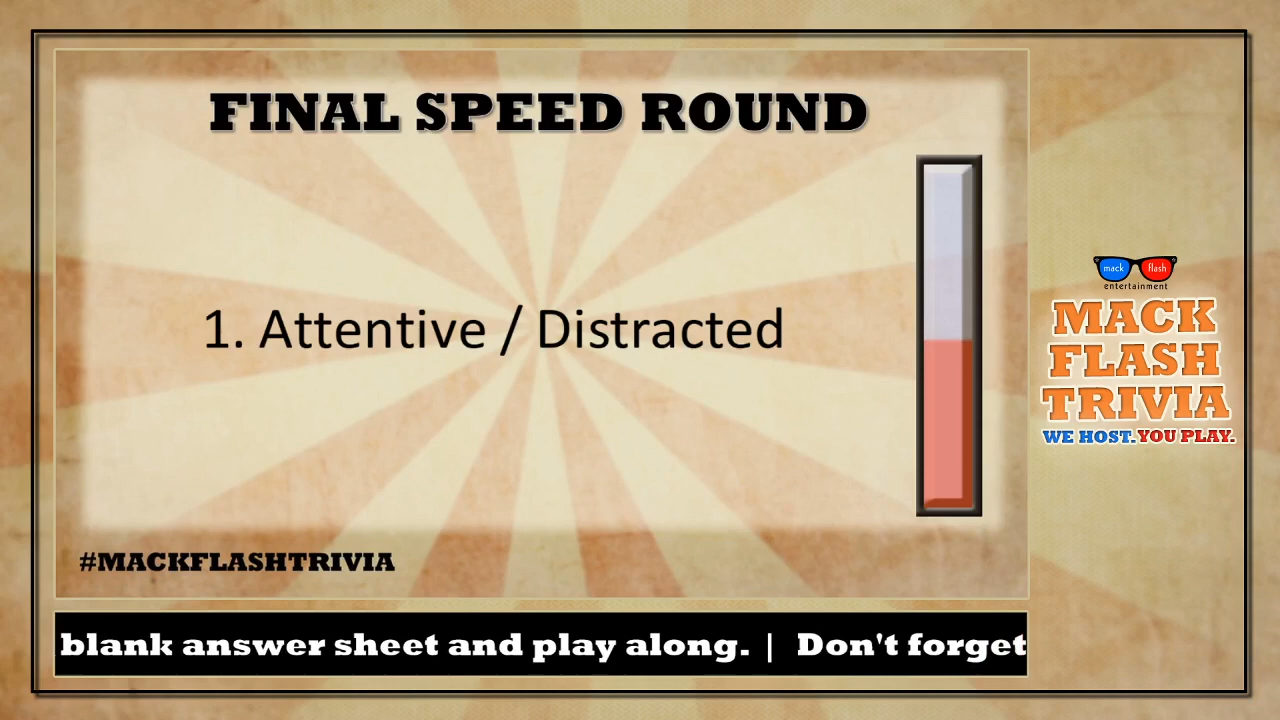 FINAL SPEED ROUND
1. Attentive / Distracted
mack flash
entertainment
MACK
FLASH
TRIVIA
WE HOST. YOU PLAY.
#MACKFLASHTRIVIA
blank answer sheet and play along. | Don't forget